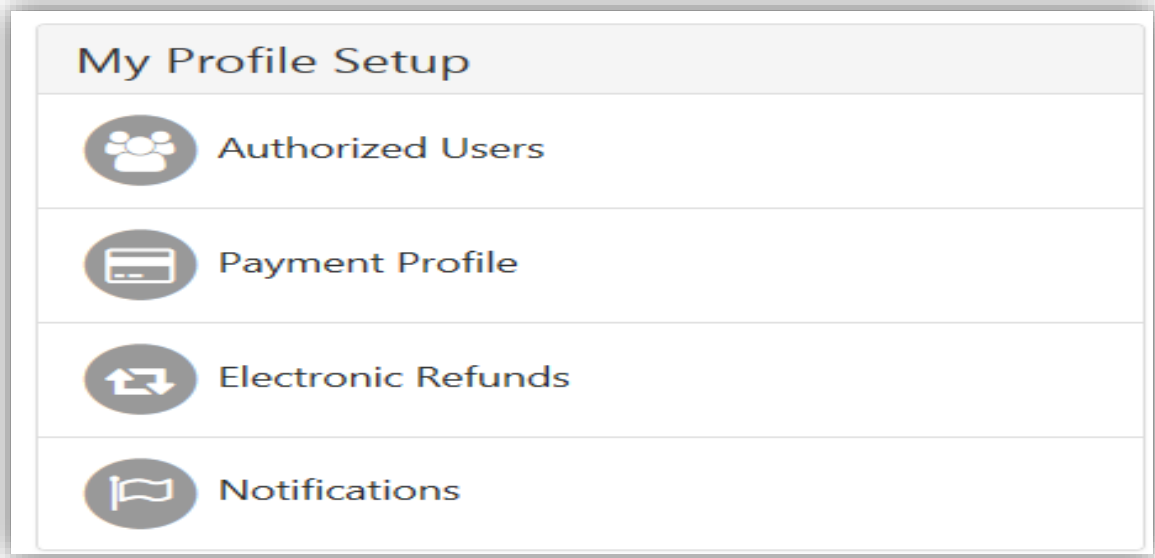 My Profile Setup
Authorized Users
Payment Profile
Electronic Refunds
Notifications